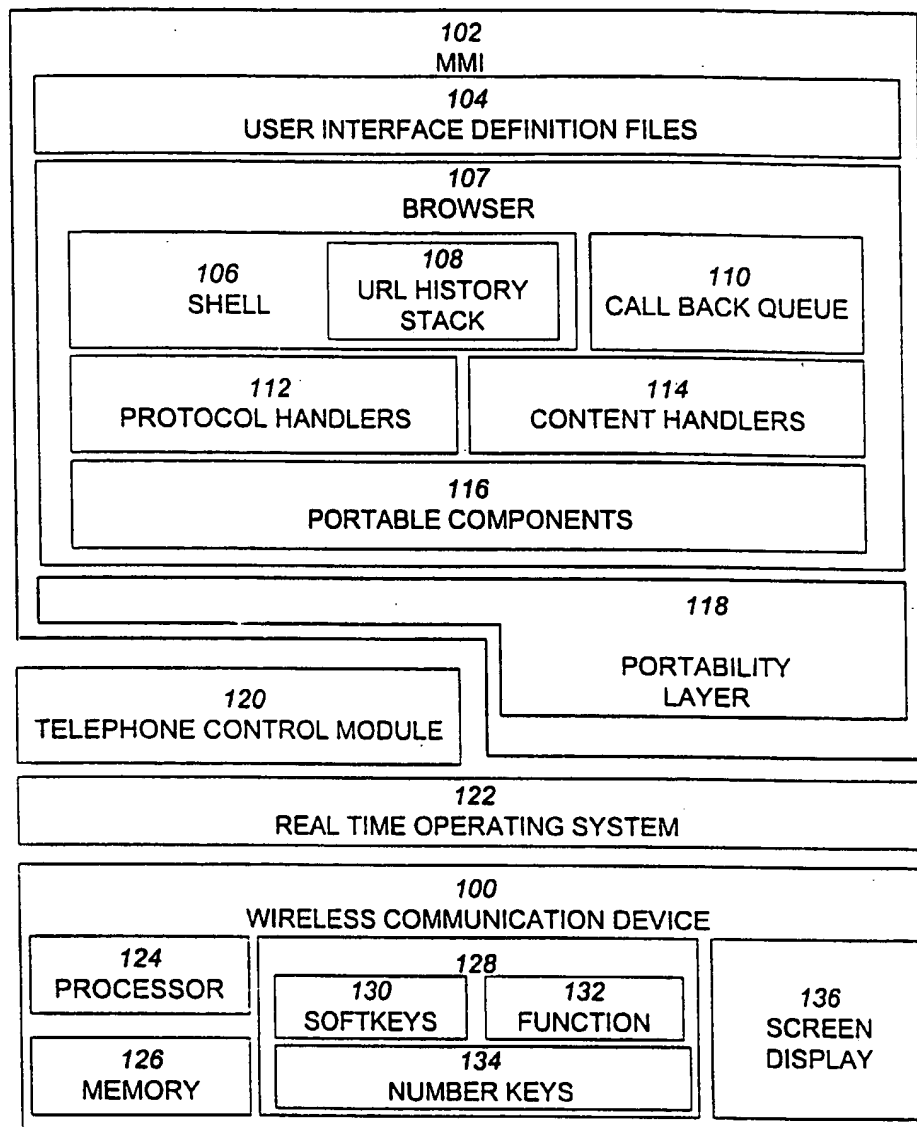 102
MMI
104
USER INTERFACE DEFINITION FILES
107
BROWSER
106
SHELL
108
URL HISTORY
STACK
110
CALL BACK QUEUE
112
PROTOCOL HANDLERS
114
CONTENT HANDLERS
116
PORTABLE COMPONENTS
118
PORTABILITY
LAYER
120
TELEPHONE CONTROL MODULE
122
REAL TIME OPERATING SYSTEM
100
WIRELESS COMMUNICATION DEVICE
124
PROCESSOR
126
MEMORY
128
130
SOFTKEYS
132
FUNCTION
134
NUMBER KEYS
136
SCREEN
DISPLAY